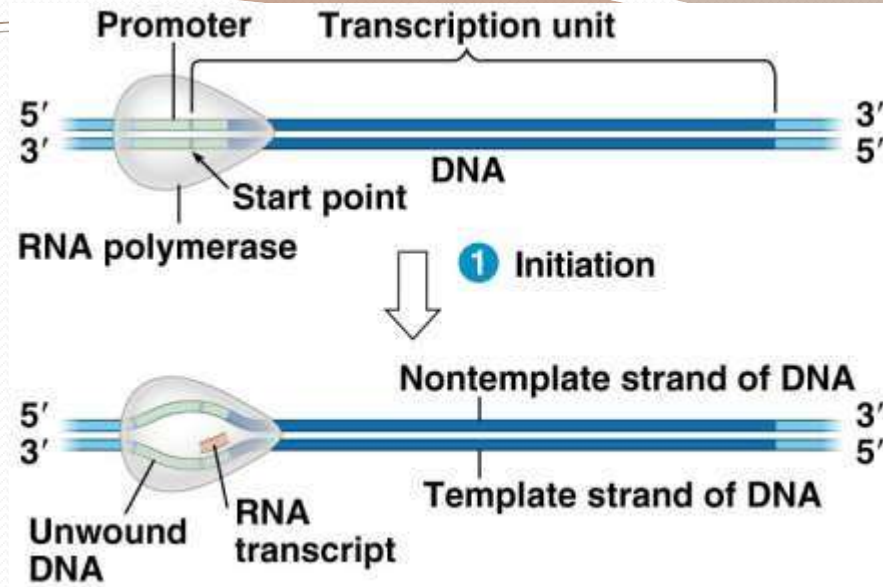 Promoter
Transcription unit
5′
3′
3′
5′
DNA
Start point
RNA polymerase
1 Initiation
Nontemplate strand of DNA
5′
3′
3′
5′
Template strand of DNA
Unwound
DNA
RNA
transcript